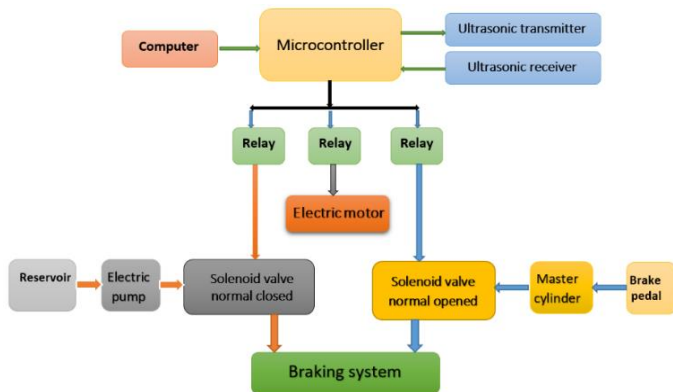 Computer
Microcontroller
Ultrasonic transmitter
Ultrasonic receiver
Relay
Relay
Relay
Electric motor
Reservoir
Electric
pump
Solenoid valve
normal closed
Solenoid valve
normal opened
Master
cylinder
Brake
pedal
Braking system